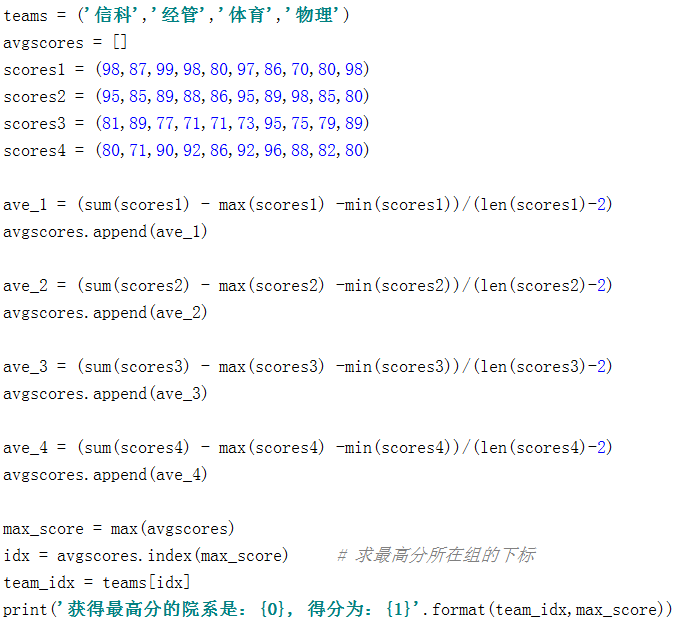 teams = ('信科','经管','体育','物理')
avgscores = []
scores1 = (98,87,99,98,80,97,86,70,80,98)
scores2 = (95,85,89,88,86,95,89,98,85,80)
scores3 = (81,89,77,71,71,73,95,75,79,89)
scores4 = (80,71,90,92,86,92,96,88,82,80)
ave_1 = (sum(scores1) - max(scores1) -min(scores1))/(len(scores1)-2)
avgscores.append(ave_1)
ave_2 = (sum(scores2) - max(scores2) -min(scores2))/(len(scores2)-2)
avgscores.append(ave_2)
ave_3 = (sum(scores3) - max(scores3) -min(scores3))/(len(scores3)-2)
avgscores.append(ave_3)
ave_4 = (sum(scores4) - max(scores4) -min(scores4))/(len(scores4)-2)
avgscores.append(ave_4)
max_score = max(avgscores)
idx = avgscores.index(max_score)     # 求最高分所在组的下标
team_idx = teams[idx]
print('获得最高分的院系是: {0}, 得分为: {1}'.format(team_idx,max_score))